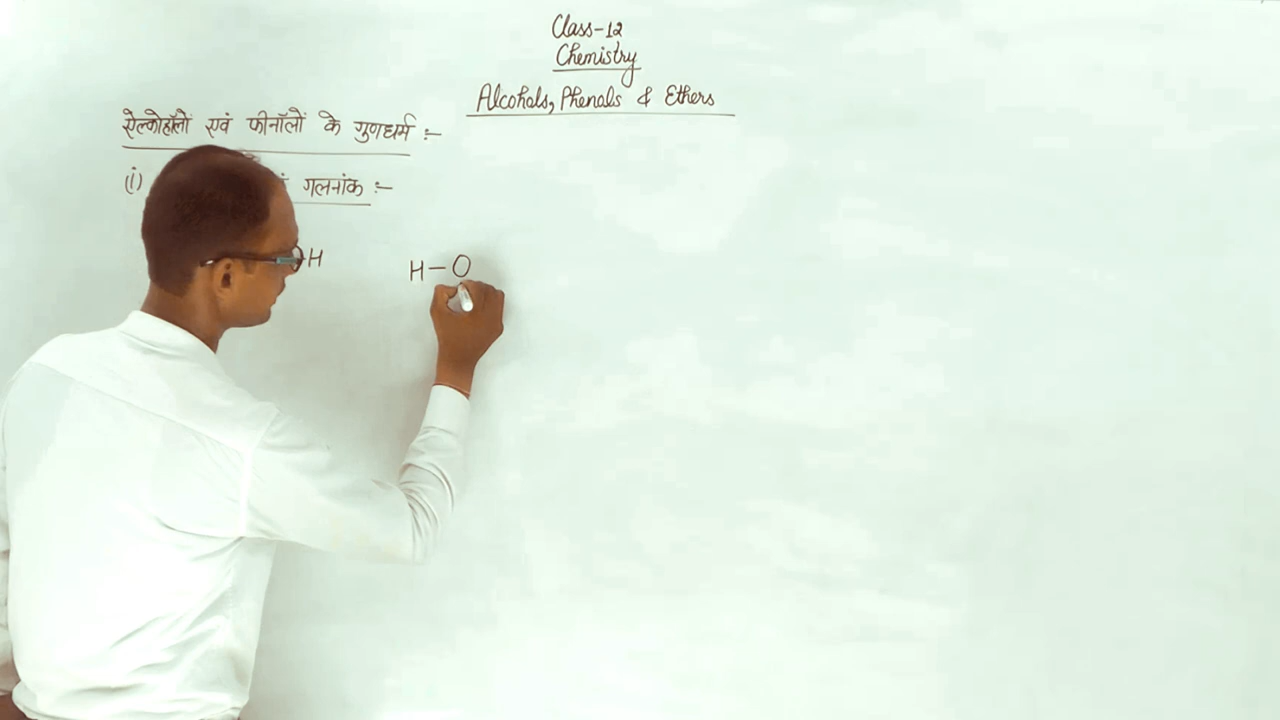 Class-12
Chemistry
Alcohals, Phenals & Ethers
ऐल्कोहॉलों एवं फीनॉलों के गुणधर्म :-
(i) गलनांक :-
H H-O